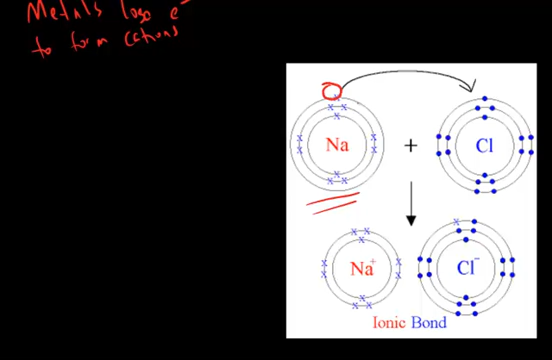 Metals lose e⁻
to form cations
Na + Cl
Na⁺ Cl⁻
Ionic Bond